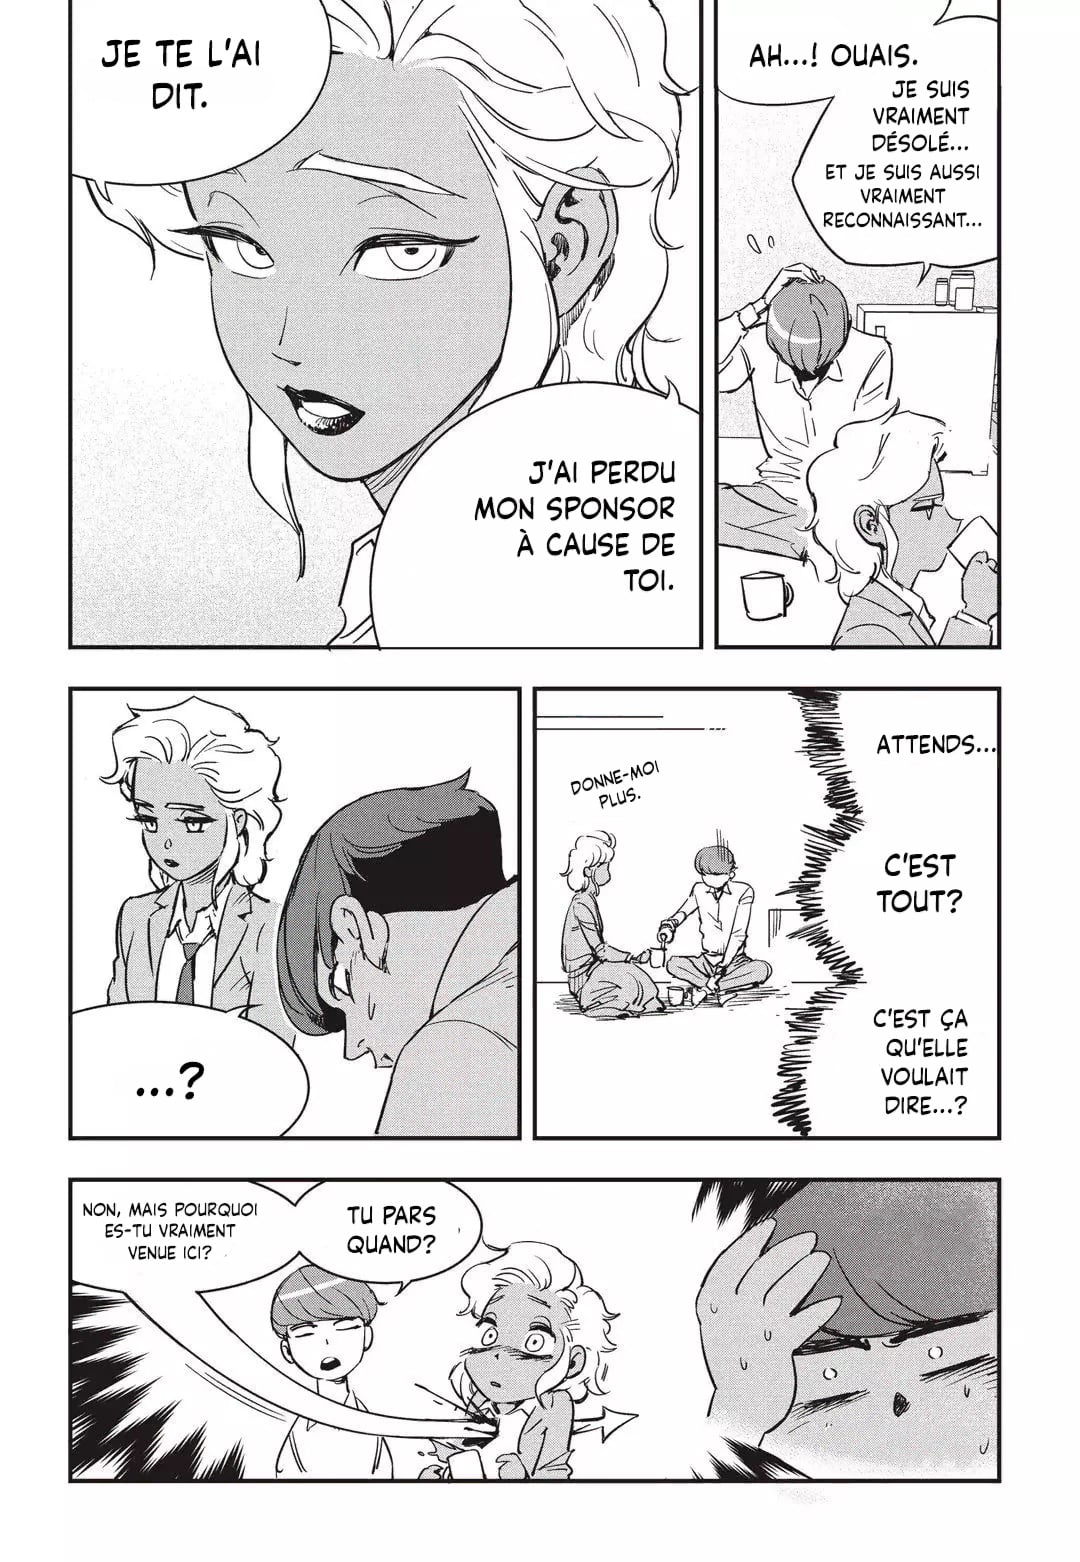 JE TE L'AI
DIT.
J'AI PERDU
MON SPONSOR
À CAUSE DE
TOI.
AH...! OUAIS.
JE SUIS
VRAIMENT
DÉSOLÉ...
ET JE SUIS AUSSI
VRAIMENT
RECONNAISSANT...
...?
DONNE-MOI
PLUS.
ATTENDS...
C'EST
TOUT?
C'EST ÇA
QU'ELLE
VOULAIT
DIRE...?
NON, MAIS POURQUOI
ES-TU VRAIMENT
VENUE ICI?
TU PARS
QUAND?